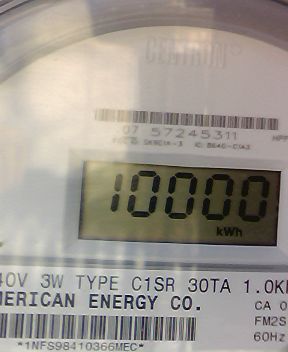 CENTRON®
07 57245311
10000
kWh
40V 3W TYPE C1SR 30TA 1.0K
MERICAN ENERGY CO.
CA 0
FM2S
60Hz
*1NFS98410366MEC*